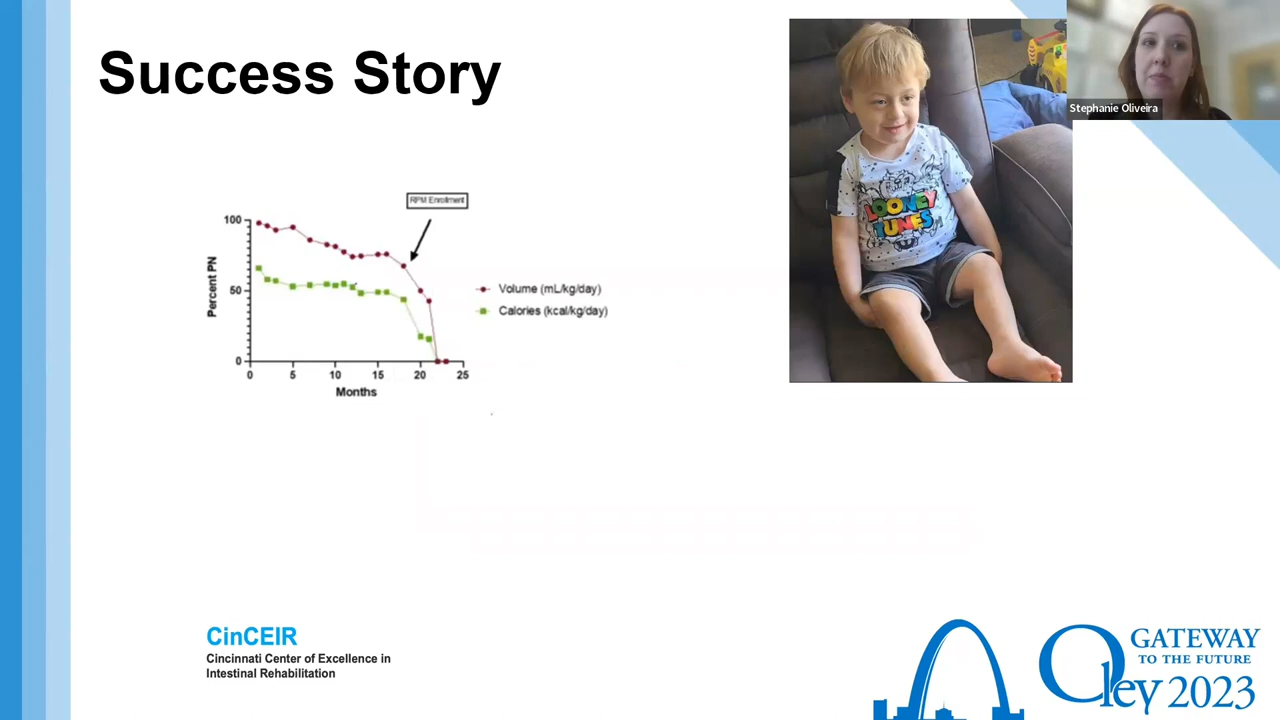 Success Story
Stephanie Oliveira
LOONEY
TUNES
RPM Enrollment
100
50
0
Percent PN
0 5 10 15 20 25
Months
Volume (mL/kg/day)
Calories (kcal/kg/day)
CinCEIR
Cincinnati Center of Excellence in
Intestinal Rehabilitation
GATEWAY
TO THE FUTURE
Oley 2023